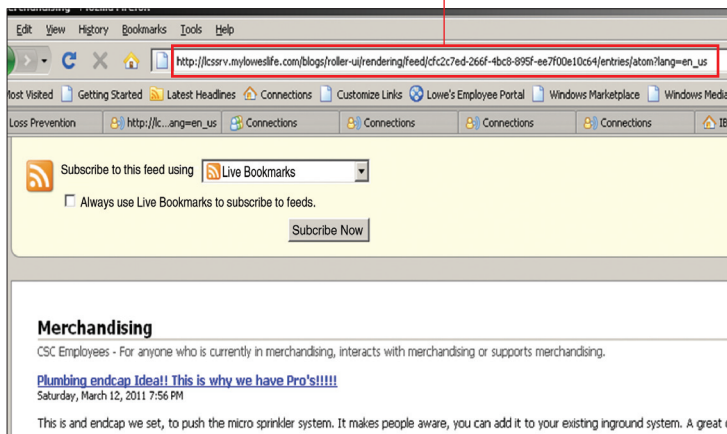 Edit View History Bookmarks Tools Help
http://lcssrv.myloweslife.com/blogs/roller-ui/rendering/feed/cfc2c7ed-266f-4bc8-895f-ee7f00e10c64/entries/atom?lang=en_us
Most Visited Getting Started Latest Headlines Connections Customize Links Lowe's Employee Portal Windows Marketplace Windows Media
Loss Prevention http://lc...ang=en_us Connections Connections Connections Connections IB
Subscribe to this feed using Live Bookmarks
Always use Live Bookmarks to subscribe to feeds.
Subcribe Now
Merchandising
CSC Employees - For anyone who is currently in merchandising, interacts with merchandising or supports merchandising.
Plumbing endcap Idea!! This is why we have Pro's!!!!!
Saturday, March 12, 2011 7:56 PM
This is and endcap we set, to push the micro sprinkler system. It makes people aware, you can add it to your existing inground system. A great